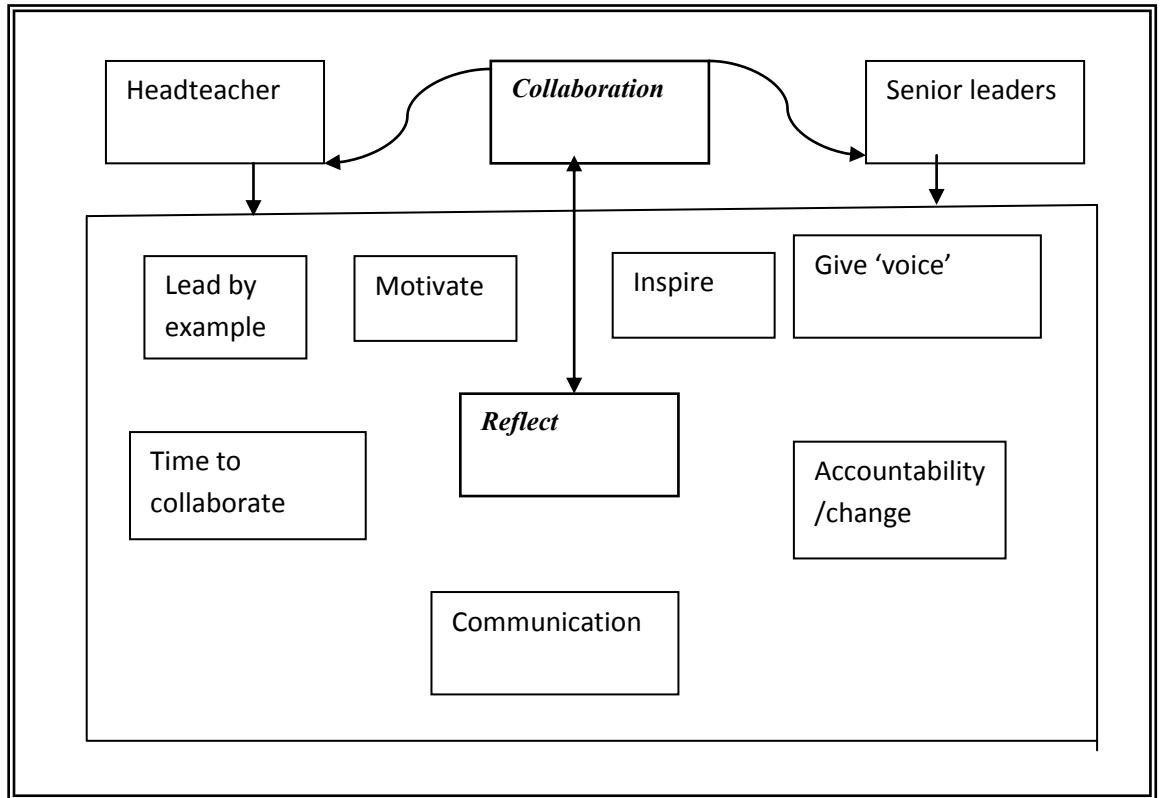 Headteacher
Collaboration
Senior leaders
Lead by
example
Motivate
Inspire
Give ‘voice’
Reflect
Time to
collaborate
Accountability
/change
Communication